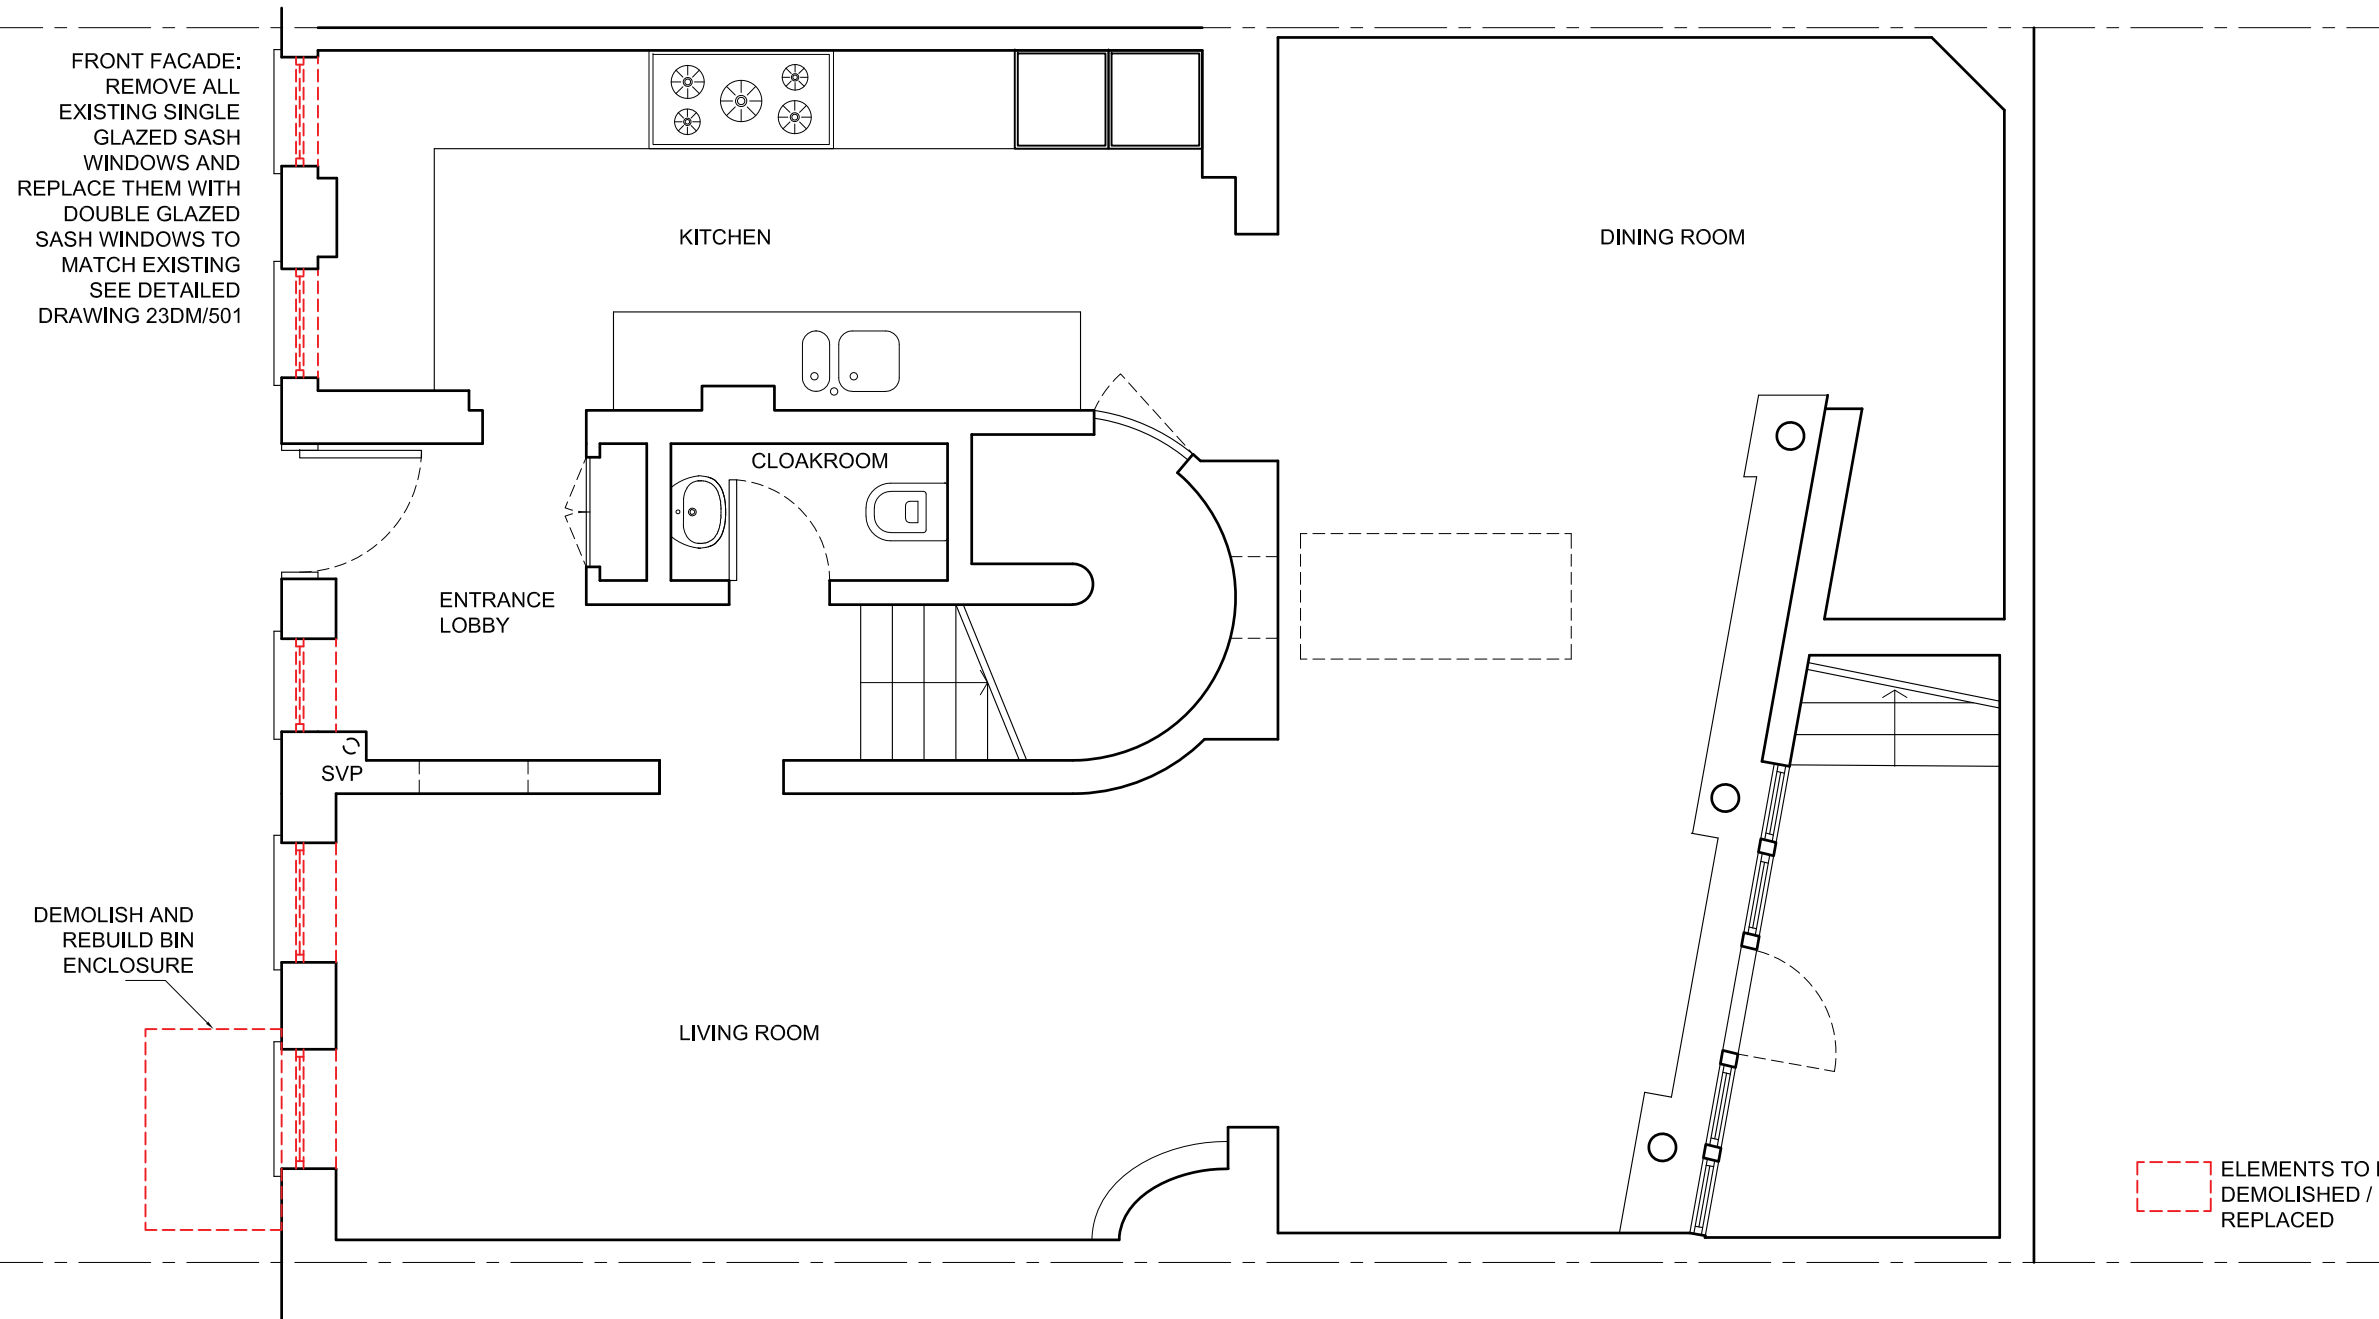 FRONT FACADE:
REMOVE ALL
EXISTING SINGLE
GLAZED SASH
WINDOWS AND
REPLACE THEM WITH
DOUBLE GLAZED
SASH WINDOWS TO
MATCH EXISTING
SEE DETAILED
DRAWING 23DM/501
KITCHEN
DINING ROOM
CLOAKROOM
ENTRANCE
LOBBY
SVP
DEMOLISH AND
REBUILD BIN
ENCLOSURE
LIVING ROOM
ELEMENTS TO
DEMOLISHED /
REPLACED